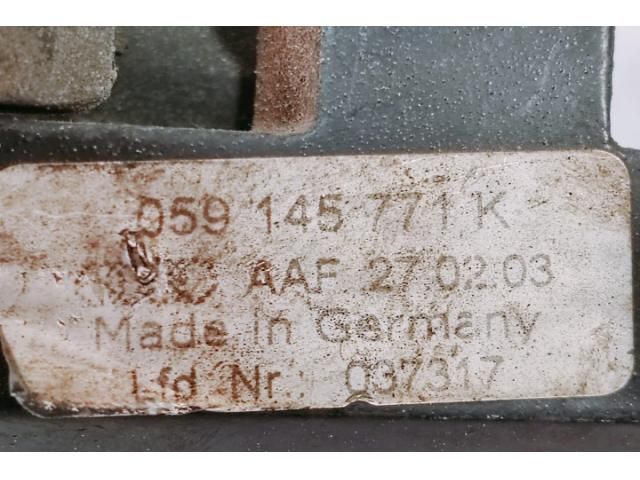 059 145 771 K
AAF 27.02.03
Made in Germany
Lfd. Nr.: 037317